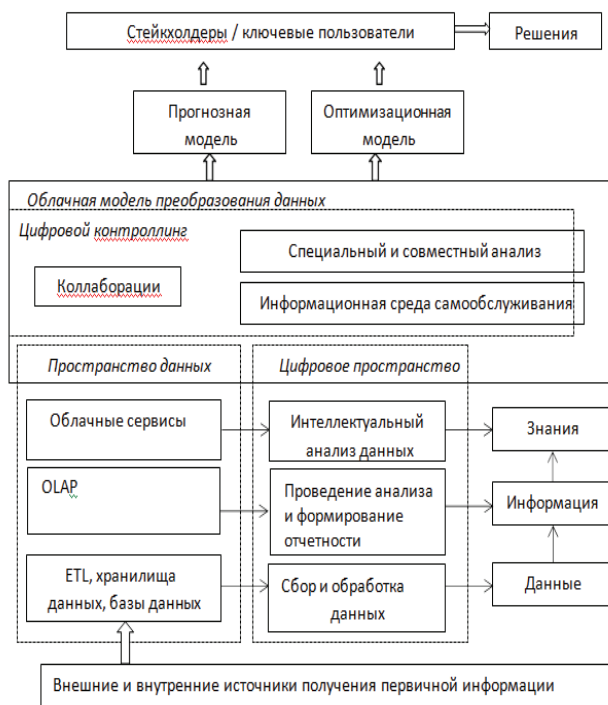 Стейкхолдеры / ключевые пользователи
Решения
Прогнозная
модель
Оптимизационная
модель
Облачная модель преобразования данных
Цифровой контроллинг
Специальный и совместный анализ
Коллаборации
Информационная среда самообслуживания
Пространство данных
Цифровое пространство
Облачные сервисы
Интеллектуальный
анализ данных
Знания
OLAP
Проведение анализа
и формирование
отчетности
Информация
ETL, хранилища
данных, базы данных
Сбор и обработка
данных
Данные
Внешние и внутренние источники получения первичной информации